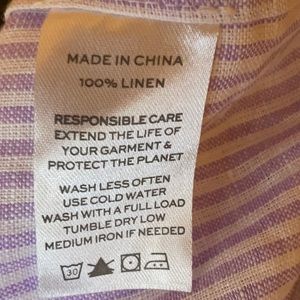 MADE IN CHINA
100% LINEN
RESPONSIBLE CARE
EXTEND THE LIFE OF
YOUR GARMENT &
PROTECT THE PLANET
WASH LESS OFTEN
USE COLD WATER
WASH WITH A FULL LOAD
TUMBLE DRY LOW
MEDIUM IRON IF NEEDED
30